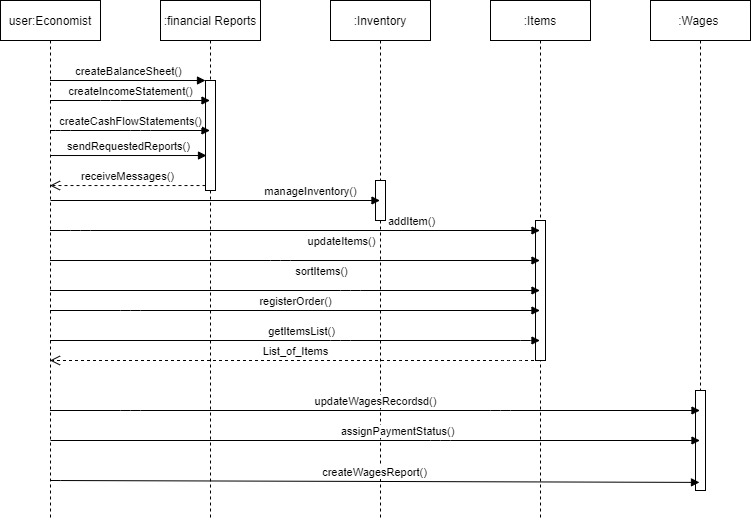 user:Economist
:financial Reports
:Inventory
:Items
:Wages
createBalanceSheet()
createIncomeStatement()
createCashFlowStatements()
sendRequestedReports()
receiveMessages()
manageInventory()
addItem()
updateItems()
sortItems()
registerOrder()
getItemsList()
List_of_Items
updateWagesRecordsd()
assignPaymentStatus()
createWagesReport()